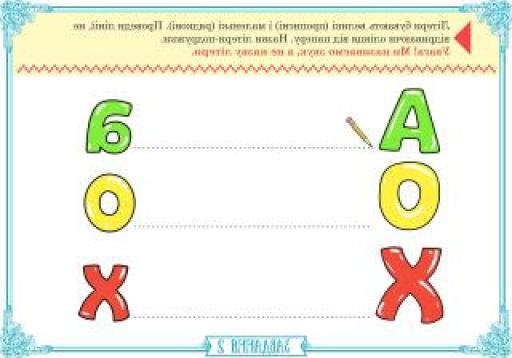 Літери бувають великі (прописні) і маленькі (рядкові). Проведи лінії, не
відриваючи олівця від паперу. Назви літери-подружки.
Увага! Ми називаємо звук, а не назву літери.
А а
О о
Х х
ЗАВДАННЯ 2